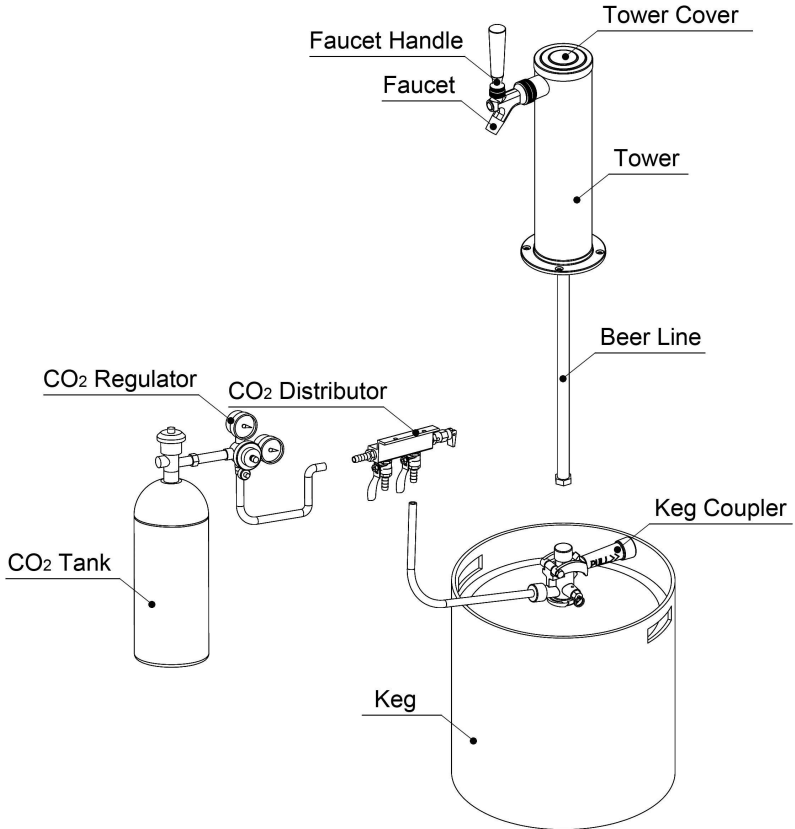 Tower Cover
Faucet Handle
Faucet
Tower
Beer Line
CO2 Regulator
CO2 Distributor
Keg Coupler
PULL>>
CO2 Tank
Keg